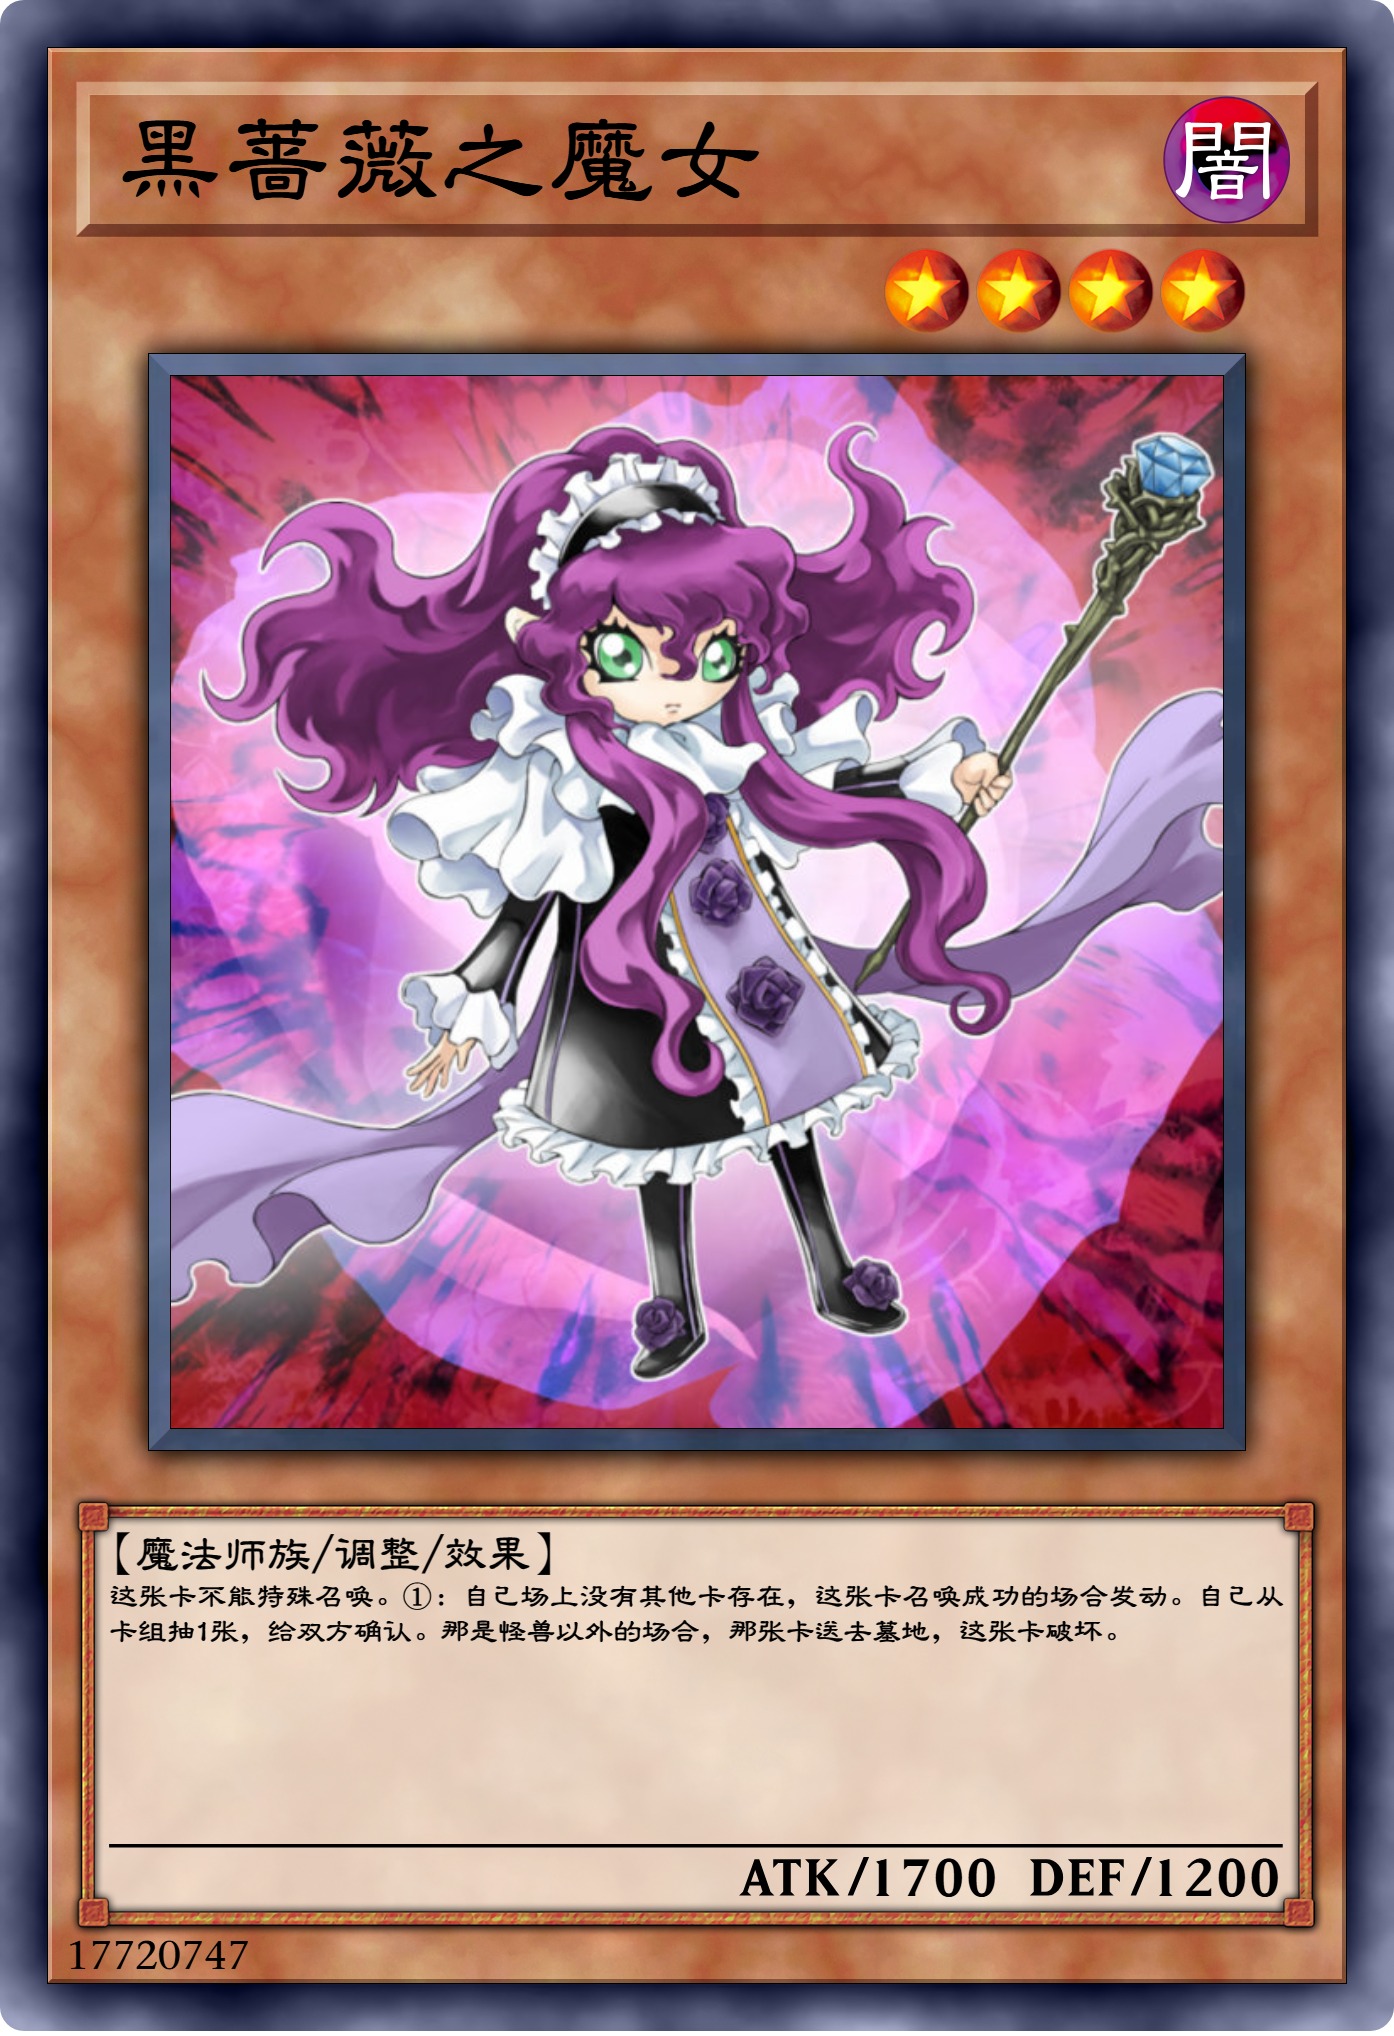 黑蔷薇之魔女
闇
【魔法师族/调整/效果】
这张卡不能特殊召唤。①：自己场上没有其他卡存在，这张卡召唤成功的场合发动。自己从
卡组抽1张，给双方确认。那是怪兽以外的场合，那张卡送去墓地，这张卡破坏。
ATK/1700 DEF/1200
17720747